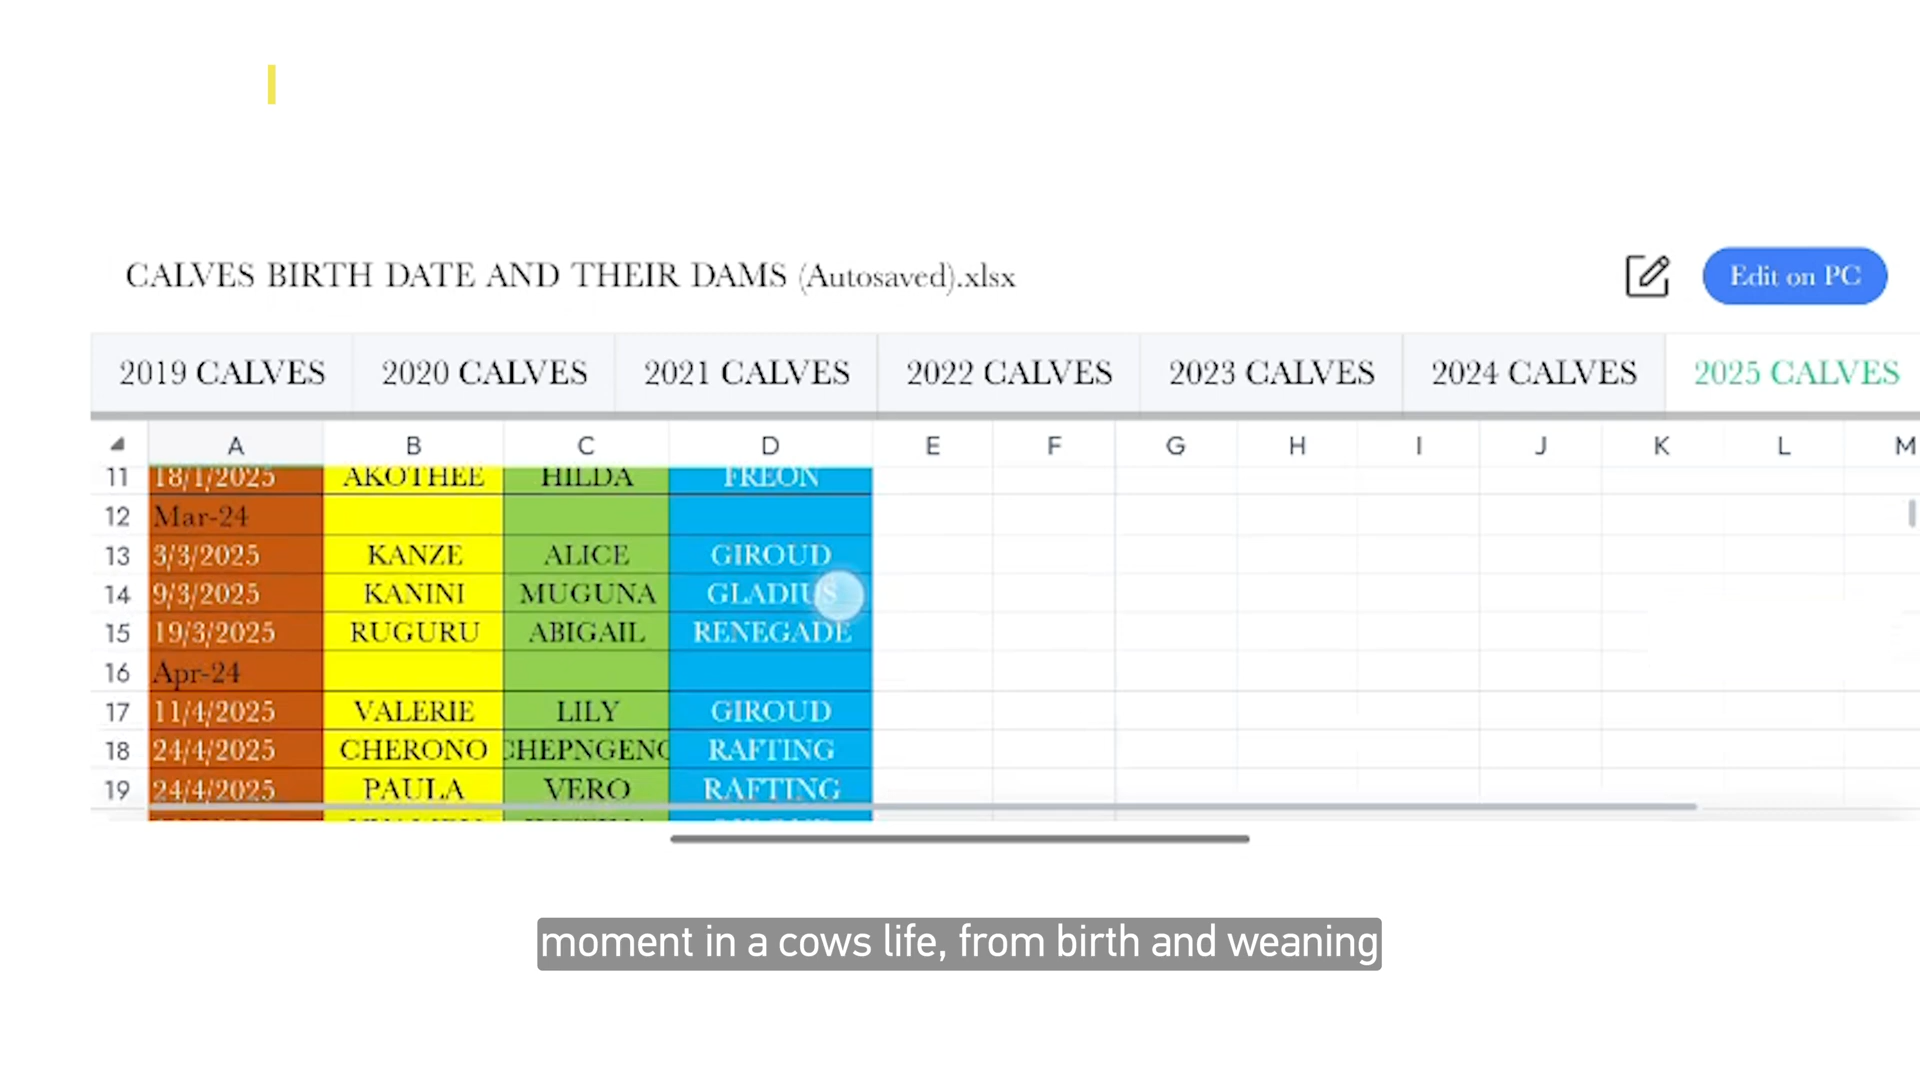 CALVES BIRTH DATE AND THEIR DAMS (Autosaved).xlsx
Edit on PC
2019 CALVES 2020 CALVES 2021 CALVES 2022 CALVES 2023 CALVES 2024 CALVES 2025 CALVES
A B C D E F G H I J K L M
11 18/1/2025 AKOTHEE HILDA FREON
12 Mar-24
13 3/3/2025 KANZE ALICE GIROUD
14 9/3/2025 KANINI MUGUNA GLADIUS
15 19/3/2025 RUGURU ABIGAIL RENEGADE
16 Apr-24
17 11/4/2025 VALERIE LILY GIROUD
18 24/4/2025 CHERONO CHEPNGENO RAFTING
19 24/4/2025 PAULA VERO RAFTING
moment in a cows life, from birth and weaning